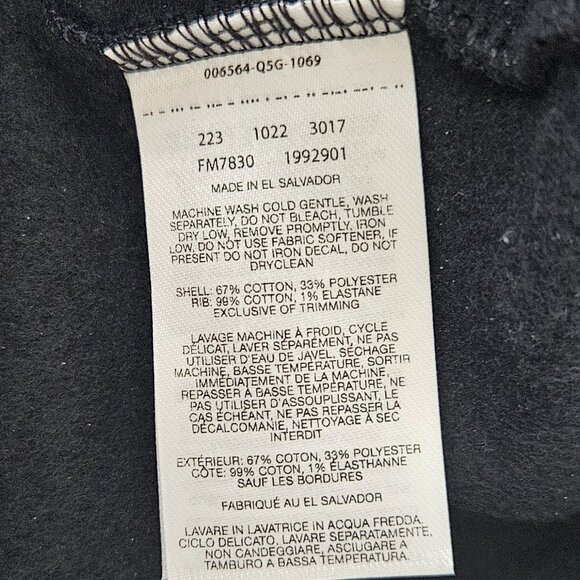 006564-Q5G-1069
223 1022 3017
FM7830 1992901
MADE IN EL SALVADOR
MACHINE WASH COLD GENTLE, WASH
SEPARATELY, DO NOT BLEACH, TUMBLE
DRY LOW, REMOVE PROMPTLY, IRON
LOW, DO NOT USE FABRIC SOFTENER, IF
PRESENT DO NOT IRON DECAL, DO NOT
DRYCLEAN
SHELL: 67% COTTON, 33% POLYESTER
RIB: 99% COTTON, 1% ELASTANE
EXCLUSIVE OF TRIMMING
LAVAGE MACHINE À FROID, CYCLE
DÉLICAT, LAVER SÉPARÉMENT, NE PAS
UTILISER D'EAU DE JAVEL, SÉCHAGE
MACHINE, BASSE TEMPÉRATURE, SORTIR
IMMÉDIATEMENT DE LA MACHINE,
REPASSER À BASSE TEMPÉRATURE, NE
PAS UTILISER D'ASSOUPLISSANT, LE
CAS ÉCHÉANT, NE PAS REPASSER LA
DÉCALCOMANIE, NETTOYAGE À SEC
INTERDIT
EXTÉRIEUR: 67% COTON, 33% POLYESTER
CÔTE: 99% COTON, 1% ÉLASTHANNE
SAUF LES BORDURES
FABRIQUÉ AU EL SALVADOR
LAVARE IN LAVATRICE IN ACQUA FREDDA,
CICLO DELICATO, LAVARE SEPARATAMENTE,
NON CANDEGGIARE, ASCIUGARE A
TAMBURO A BASSA TEMPERATURA,